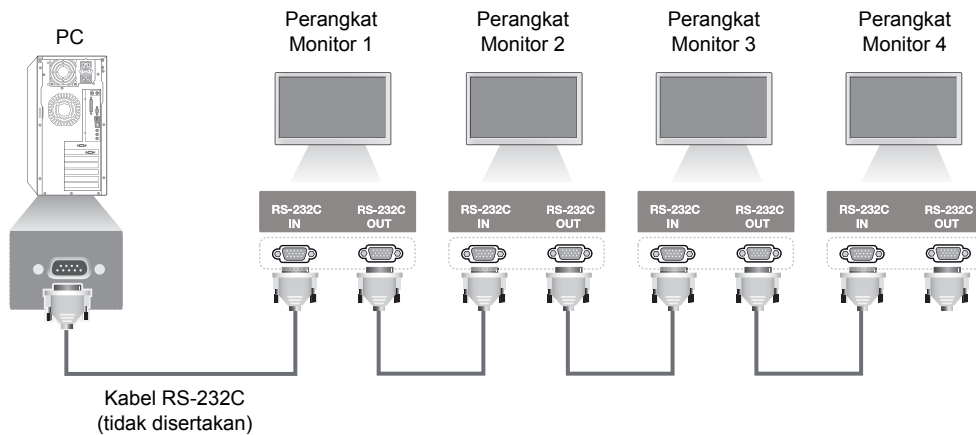 PC
Perangkat
Monitor 1
Perangkat
Monitor 2
Perangkat
Monitor 3
Perangkat
Monitor 4
RS-232C
IN
RS-232C
OUT
RS-232C
IN
RS-232C
OUT
RS-232C
IN
RS-232C
OUT
RS-232C
IN
RS-232C
OUT
Kabel RS-232C
(tidak disertakan)